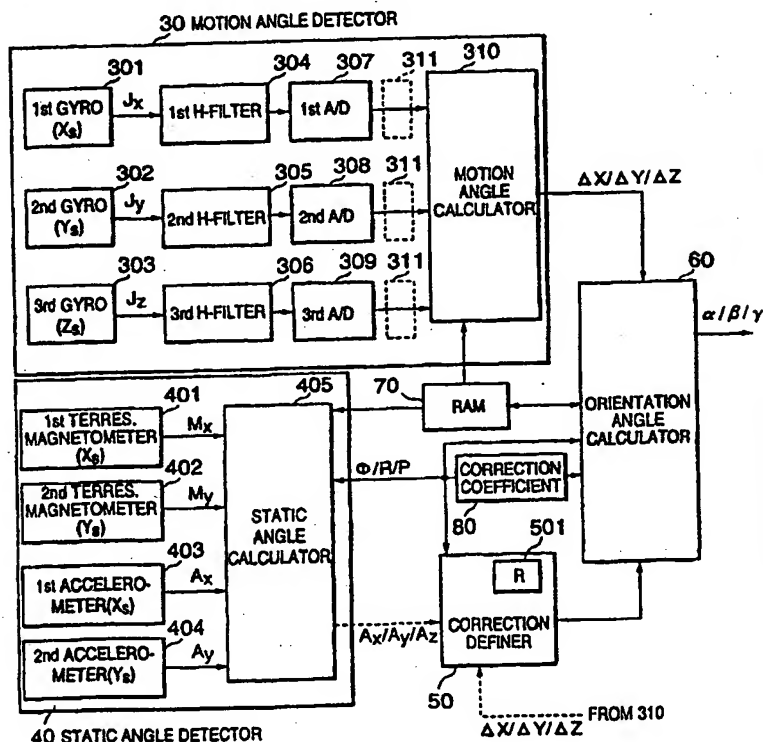 30 MOTION ANGLE DETECTOR
301
304
307
311
310
1st GYRO
(Xs)
Jx
1st H-FILTER
1st A/D
302
305
308
311
2nd GYRO
(Ys)
Jy
2nd H-FILTER
2nd A/D
MOTION
ANGLE
CALCULATOR
ΔX/ΔY/ΔZ
303
306
309
311
3rd GYRO
(Zs)
Jz
3rd H-FILTER
3rd A/D
60
α/β/γ
401
405
70
RAM
1st TERRES.
MAGNETOMETER
(Xs)
Mx
402
2nd TERRES.
MAGNETOMETER
(Ys)
My
Φ/R/P
CORRECTION
COEFFICIENT
80
ORIENTATION
ANGLE
CALCULATOR
STATIC
ANGLE
CALCULATOR
403
1st ACCELERO-
METER(Xs)
Ax
501
R
404
2nd ACCELERO-
METER(Ys)
Ay
Ax/Ay/Az
CORRECTION
DEFINER
50
FROM 310
ΔX/ΔY/ΔZ
40 STATIC ANGLE DETECTOR